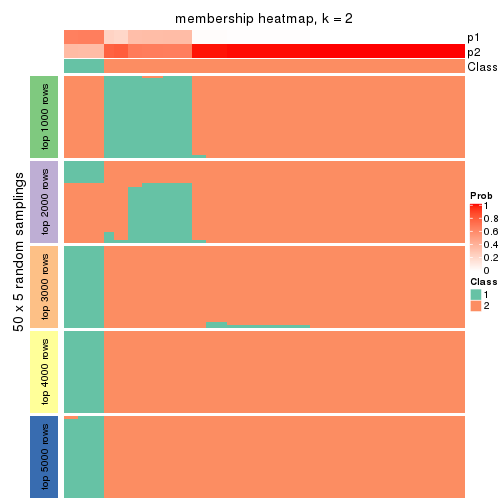 membership heatmap, k = 2
p1
p2
Class
50 x 5 random samplings
top 1000 rows
top 2000 rows
top 3000 rows
top 4000 rows
top 5000 rows
Prob
1
0.8
0.6
0.4
0.2
0
Class
1
2